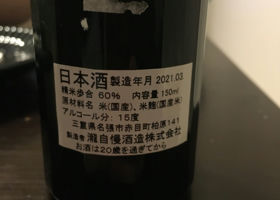 日本酒 製造年月 2021.03
精米歩合 60% 内容量 150ml
原材料名 米(国産)、米麹(国産米)
アルコール分: 15度
三重県名張市赤目町柏原141
製造者 瀧自慢酒造株式会社
お酒は20歳を過ぎてから